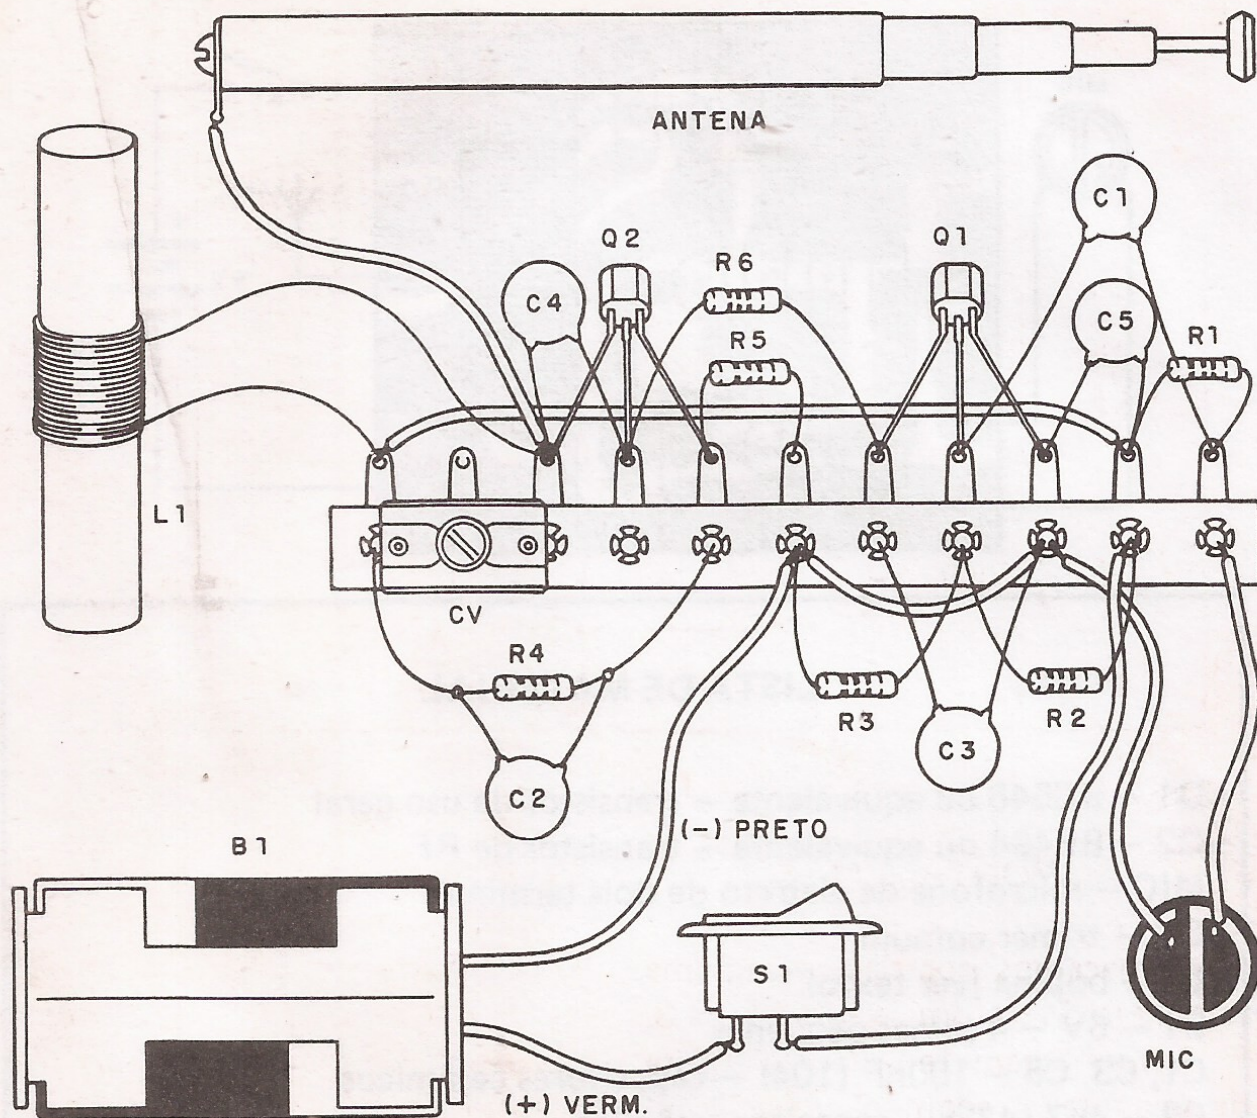 ANTENA
C1
Q2
Q1
R6
C4
C5
R5
R1
L1
CV
R4
R3
R2
C3
C2
(-) PRETO
B1
S1
MIC
(+) VERM.